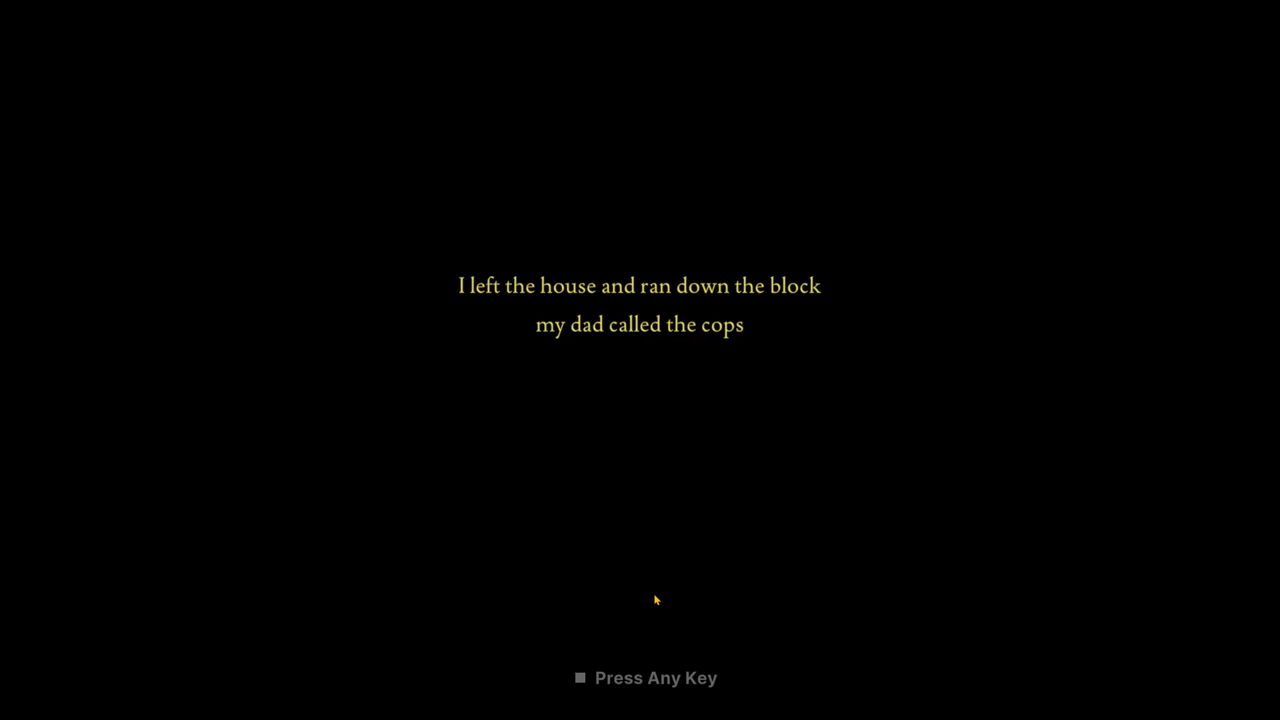 I left the house and ran down the block
my dad called the cops
Press Any Key